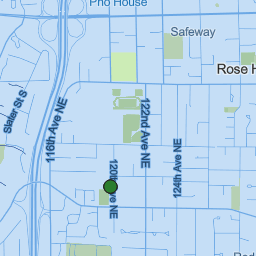 Pho House
Safeway
Rose H
Slater St S
116th Ave NE
122nd Ave NE
124th Ave NE
120th Ave NE